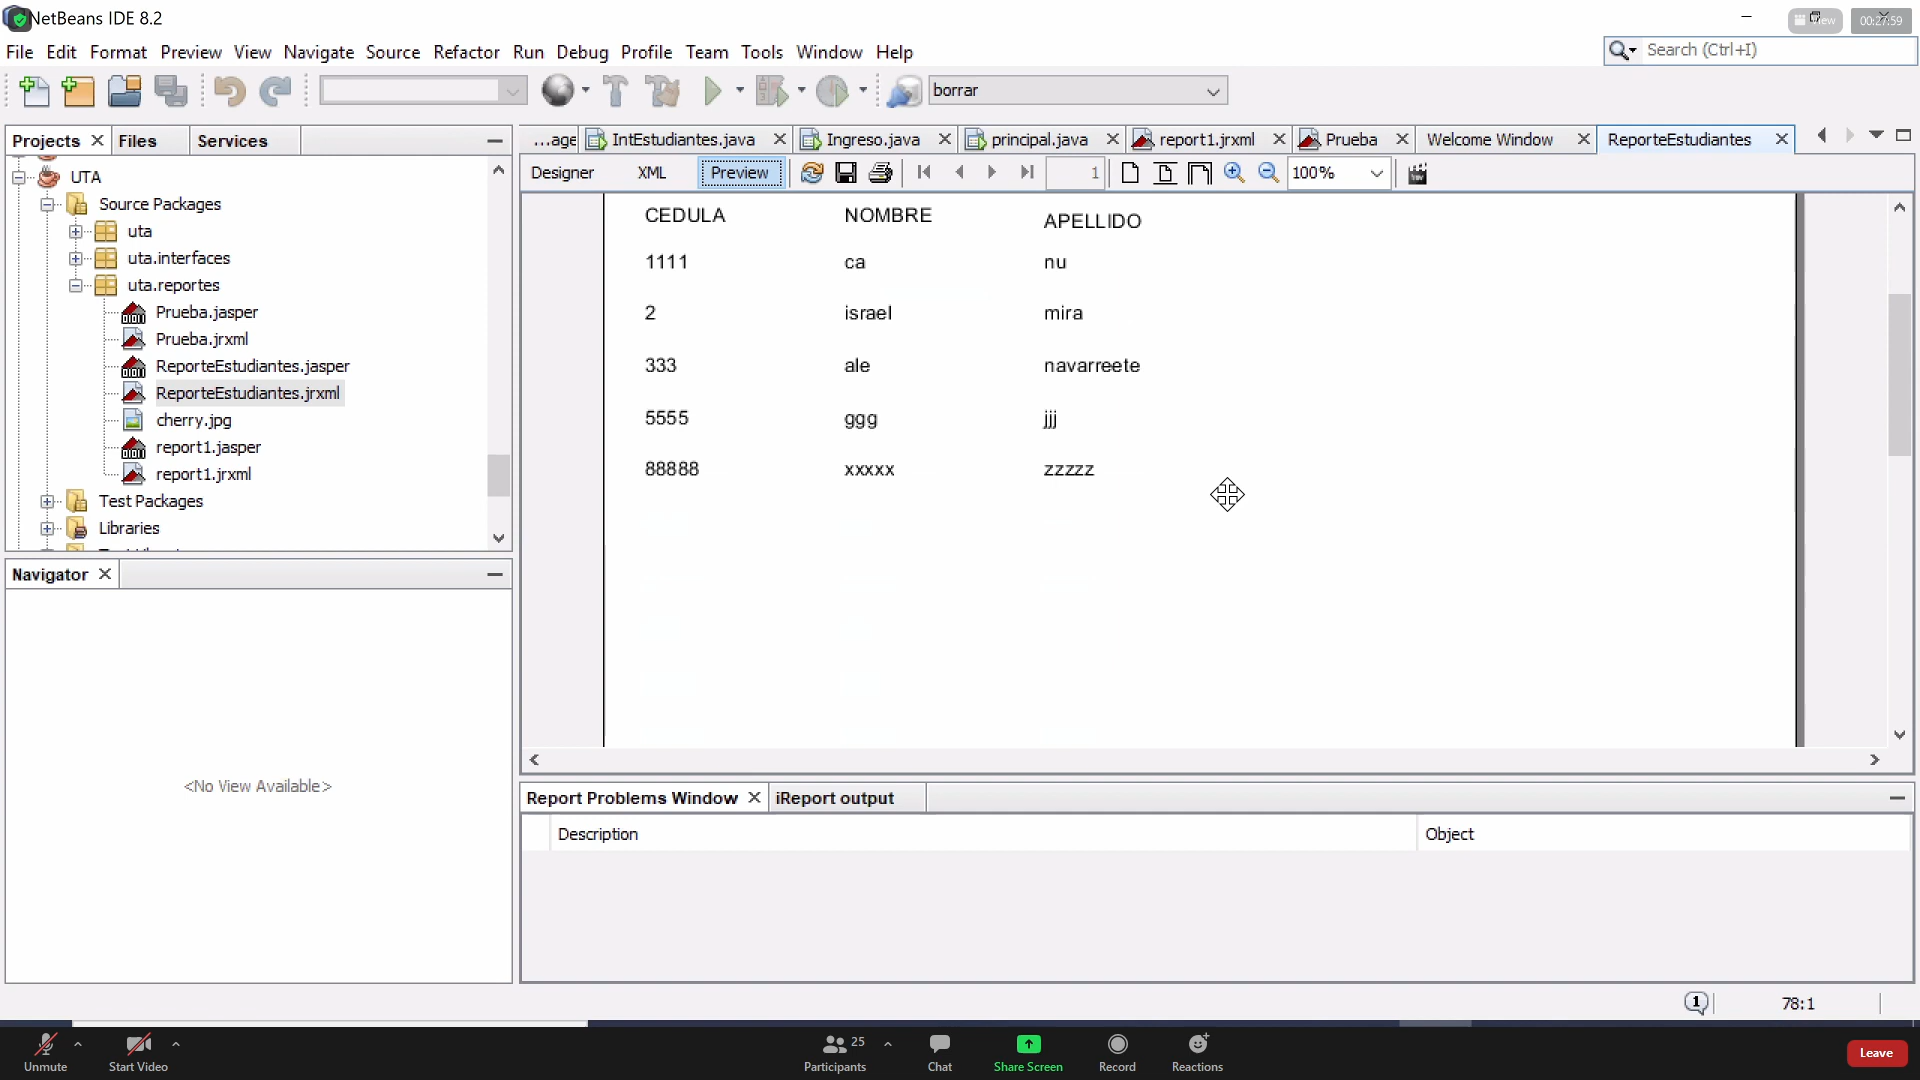 NetBeans IDE 8.2
View
00:27:59
File Edit Format Preview View Navigate Source Refactor Run Debug Profile Team Tools Window Help
Search (Ctrl+I)
borrar
Projects Files Services
...age IntEstudiantes.java Ingreso.java principal.java report1.jrxml Prueba Welcome Window ReporteEstudiantes
Designer XML Preview 1 100%
UTA
Source Packages
uta
uta.interfaces
uta.reportes
Prueba.jasper
Prueba.jrxml
ReporteEstudiantes.jasper
ReporteEstudiantes.jrxml
cherry.jpg
report1.jasper
report1.jrxml
Test Packages
Libraries
CEDULA NOMBRE APELLIDO
1111 ca nu
2 israel mira
333 ale navarreete
5555 ggg jjj
88888 xxxxx zzzzz
Navigator
<No View Available>
Report Problems Window iReport output
Description Object
1 78:1
Unmute Start Video Participants 25 Chat Share Screen Record Reactions Leave